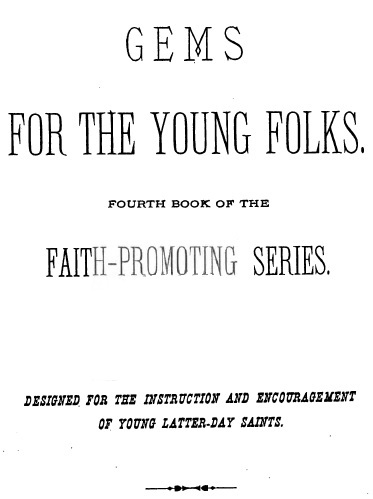 GEMS
FOR THE YOUNG FOLKS.
FOURTH BOOK OF THE
FAITH-PROMOTING SERIES.
DESIGNED FOR THE INSTRUCTION AND ENCOURAGEMENT
OF YOUNG LATTER-DAY SAINTS.